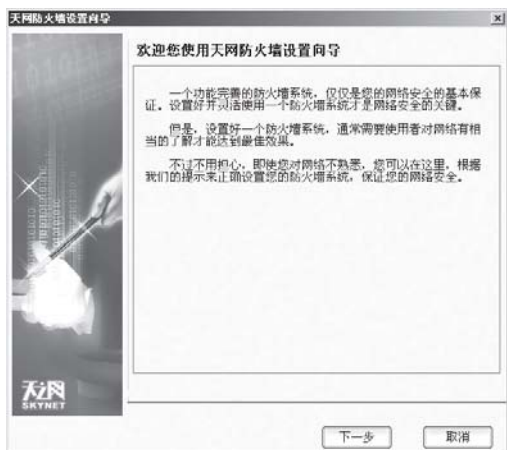 天网防火墙设置向导
欢迎您使用天网防火墙设置向导
一个功能完善的防火墙系统，仅仅是您的网络安全的基本保
证。设置好并灵活使用一个防火墙系统才是网络安全的关键。
但是，设置好一个防火墙系统，通常需要使用者对网络有相
当的了解才能达到最佳效果。
不过不用担心，即使您对网络不熟悉，您可以在这里，根据
我们的提示来正确设置您的防火墙系统，保证您的网络安全。
天网
SKYNET
下一步
取消